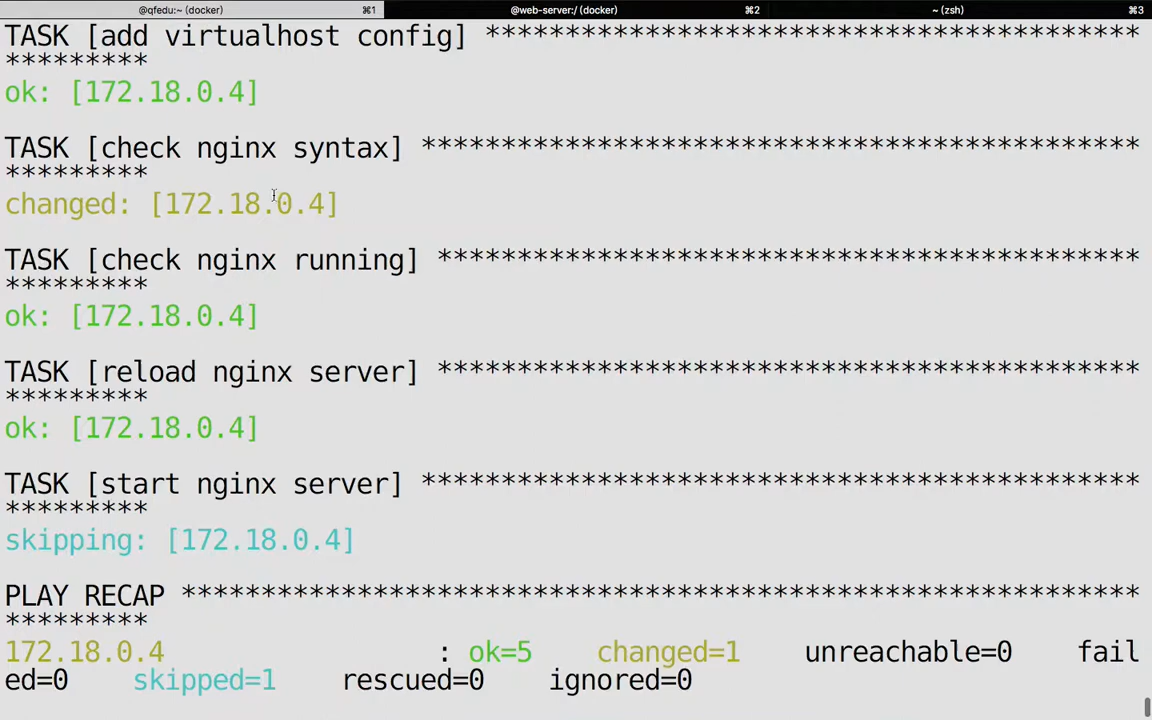 @qfedu:~ (docker) ⌘1 @web-server:/ (docker) ⌘2 ~ (zsh) ⌘3
TASK [add virtualhost config] *****************************************
*********
ok: [172.18.0.4]
TASK [check nginx syntax] *********************************************
*********
changed: [172.18.0.4]
TASK [check nginx running] ********************************************
*********
ok: [172.18.0.4]
TASK [reload nginx server] ********************************************
*********
ok: [172.18.0.4]
TASK [start nginx server] *********************************************
*********
skipping: [172.18.0.4]
PLAY RECAP ************************************************************
*********
172.18.0.4                 : ok=5    changed=1    unreachable=0    fail
ed=0    skipped=1    rescued=0    ignored=0